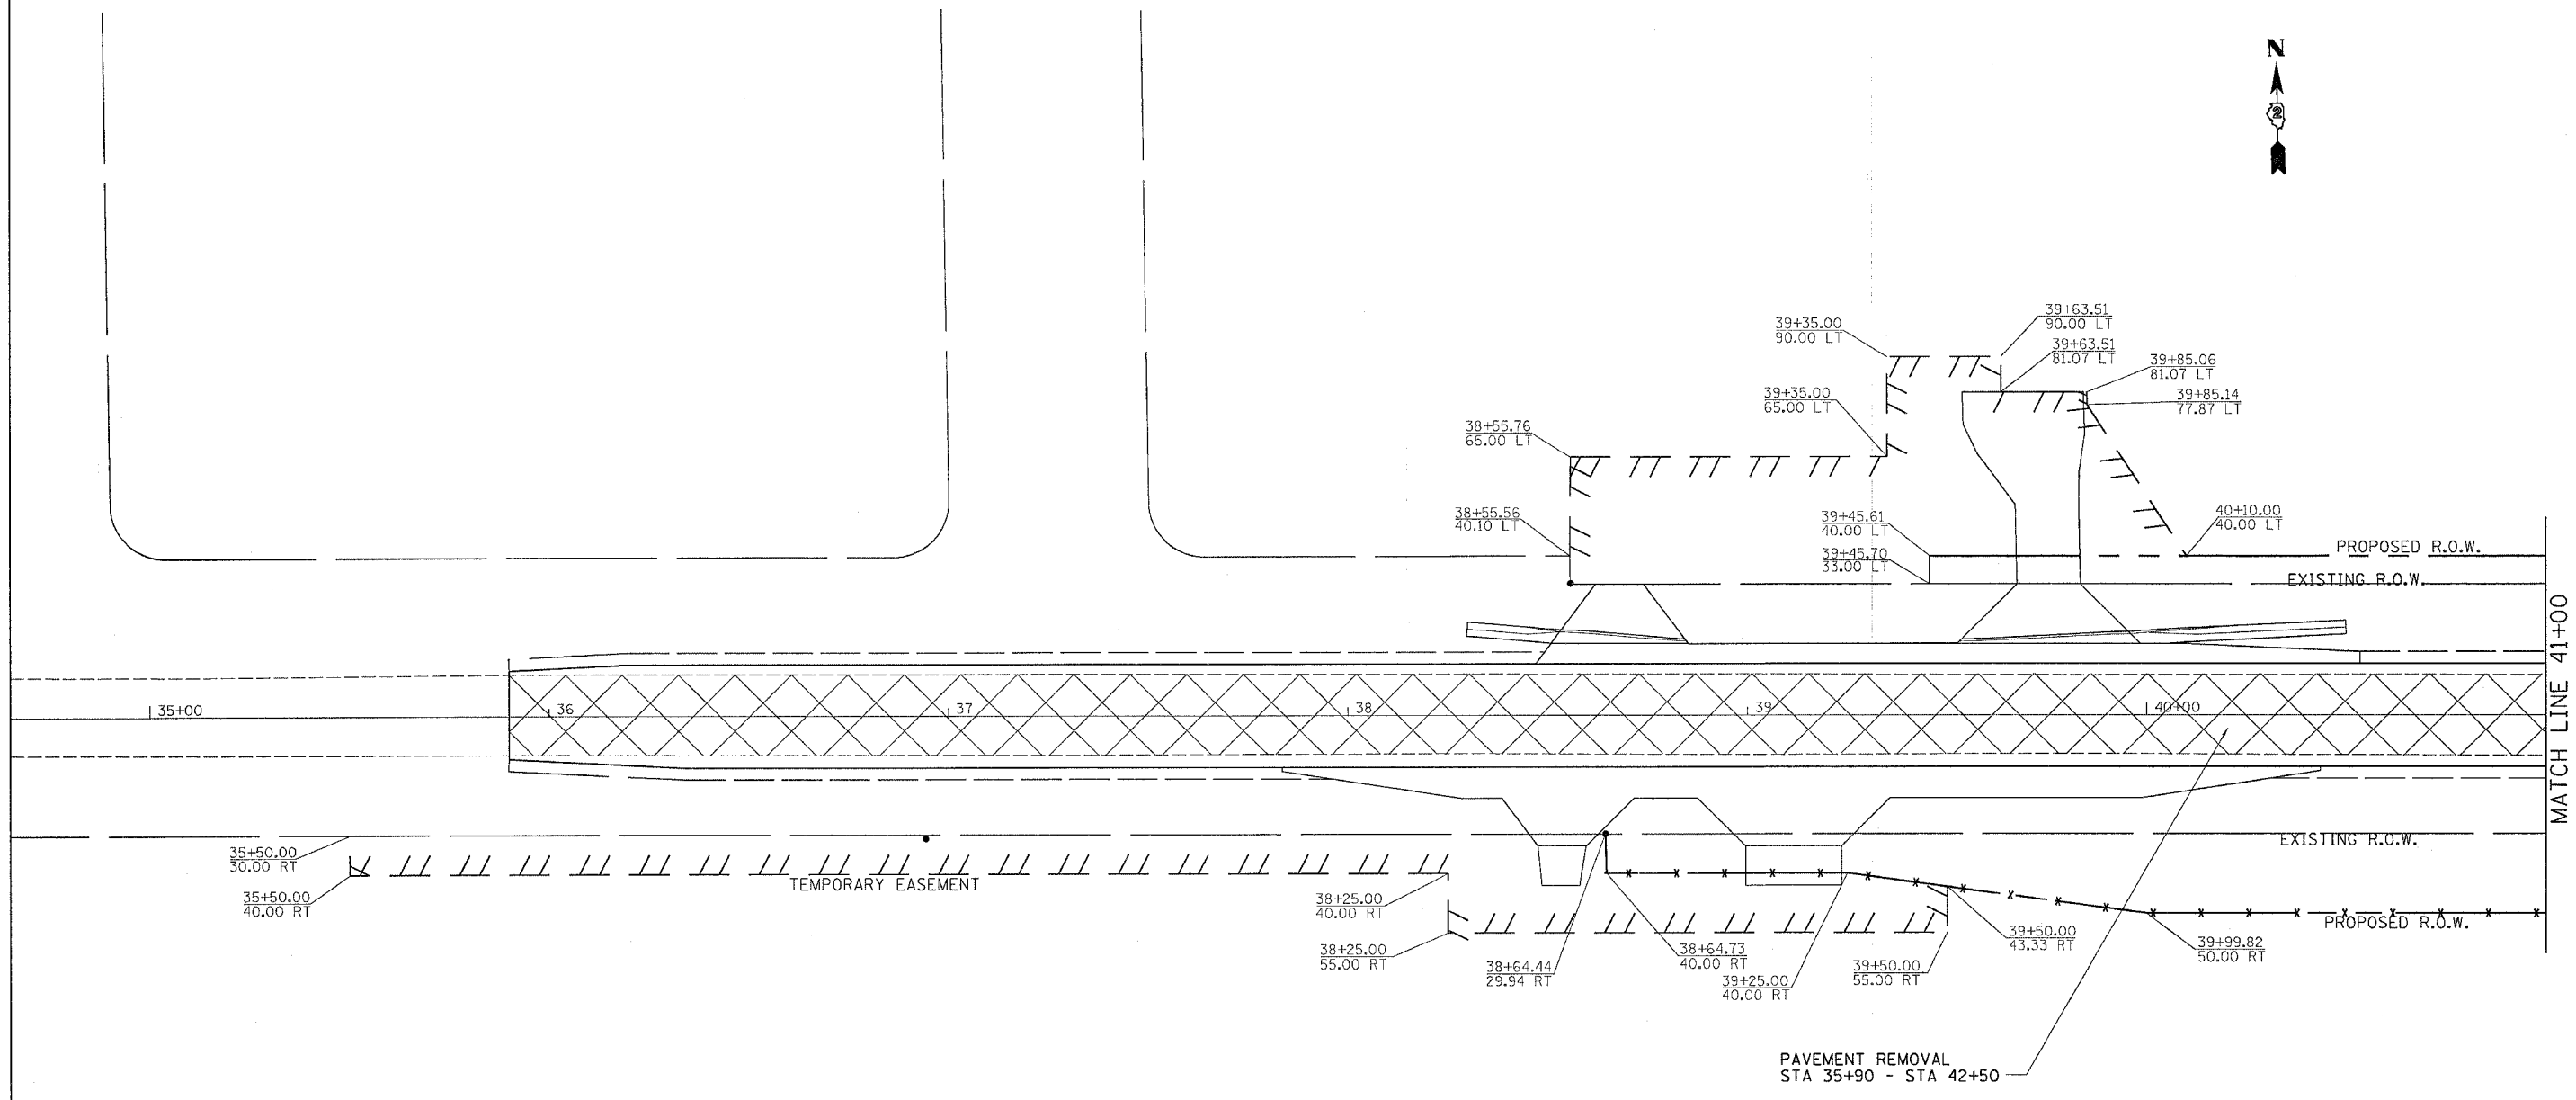 N
2
39+63.51
90.00 LT
39+35.00
90.00 LT
39+63.51
81.07 LT
39+85.06
81.07 LT
39+85.14
77.87 LT
39+35.00
65.00 LT
38+55.76
65.00 LT
38+55.56
40.10 LT
39+45.61
40.00 LT
39+45.70
33.00 LT
40+10.00
40.00 LT
PROPOSED R.O.W.
EXISTING R.O.W.
MATCH LINE 41+00
35+00
36
37
38
39
40+00
35+50.00
30.00 RT
35+50.00
40.00 RT
TEMPORARY EASEMENT
EXISTING R.O.W.
38+25.00
40.00 RT
38+25.00
55.00 RT
38+64.44
29.94 RT
38+64.73
40.00 RT
39+25.00
40.00 RT
39+50.00
55.00 RT
39+50.00
43.33 RT
39+99.82
50.00 RT
PROPOSED R.O.W.
PAVEMENT REMOVAL
STA 35+90 - STA 42+50